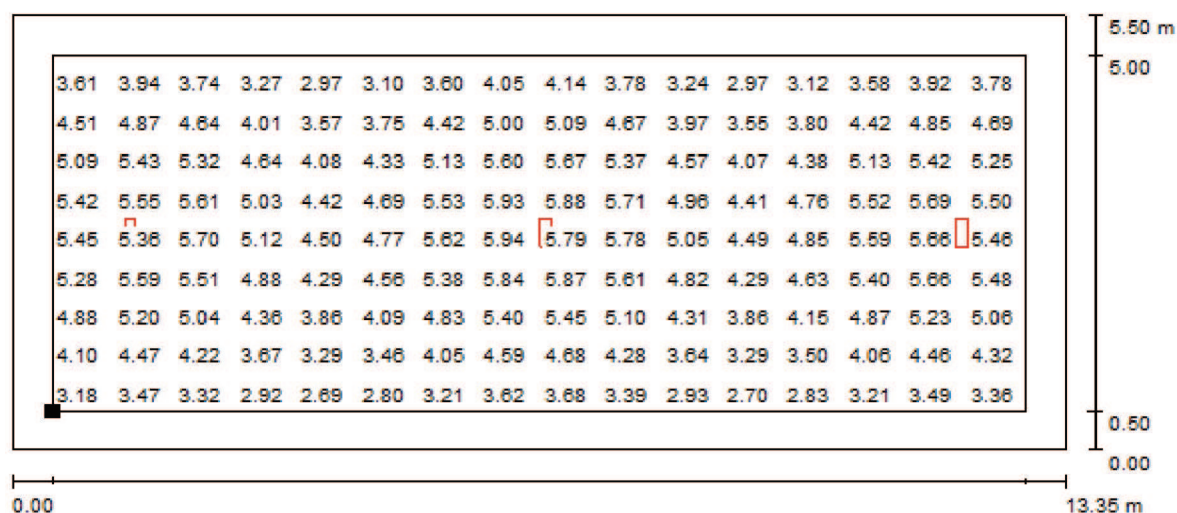 5.50 m
5.00
3.61 3.94 3.74 3.27 2.97 3.10 3.60 4.05 4.14 3.78 3.24 2.97 3.12 3.58 3.92 3.78
4.51 4.87 4.64 4.01 3.57 3.75 4.42 5.00 5.09 4.67 3.97 3.55 3.80 4.42 4.85 4.69
5.09 5.43 5.32 4.64 4.08 4.33 5.13 5.60 5.67 5.37 4.57 4.07 4.38 5.13 5.42 5.25
5.42 5.55 5.61 5.03 4.42 4.69 5.53 5.93 5.88 5.71 4.96 4.41 4.76 5.52 5.69 5.50
5.45 5.36 5.70 5.12 4.50 4.77 5.62 5.94 5.79 5.78 5.05 4.49 4.85 5.59 5.66 5.46
5.28 5.59 5.51 4.88 4.29 4.56 5.38 5.84 5.87 5.61 4.82 4.29 4.63 5.40 5.66 5.48
4.88 5.20 5.04 4.36 3.86 4.09 4.83 5.40 5.45 5.10 4.31 3.86 4.15 4.87 5.23 5.06
4.10 4.47 4.22 3.67 3.29 3.46 4.05 4.59 4.68 4.28 3.64 3.29 3.50 4.06 4.46 4.32
3.18 3.47 3.32 2.92 2.69 2.80 3.21 3.62 3.68 3.39 2.93 2.70 2.83 3.21 3.49 3.36
0.50
0.00
0.00 13.35 m